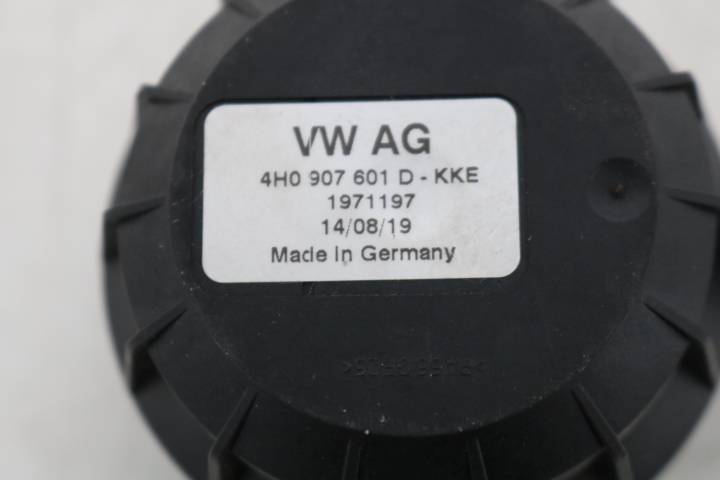 VW AG
4H0 907 601 D - KKE
1971197
14/08/19
Made in Germany